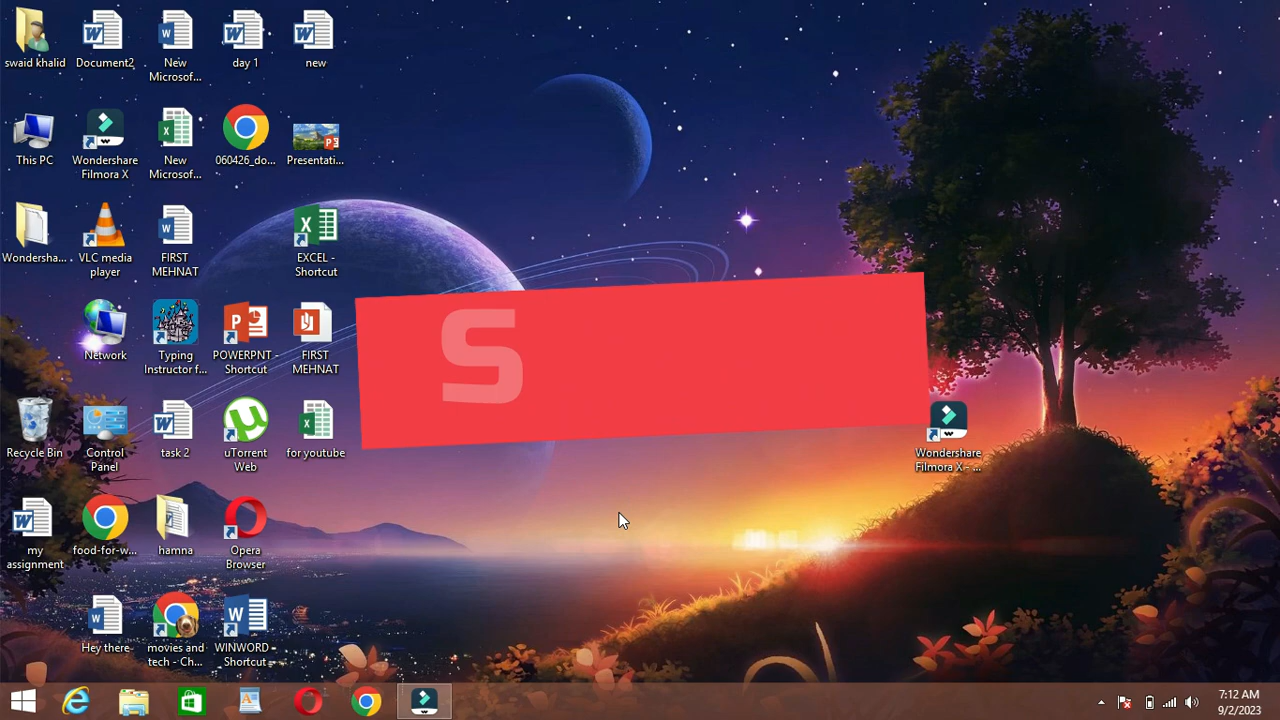 swaid khalid
Document2
New
Microsof...
day 1
new
This PC
Wondershare
Filmora X
New
Microsof...
060426_do...
Presentati...
Wondersha...
VLC media
player
FIRST
MEHNAT
EXCEL -
Shortcut
Network
Typing
Instructor f...
POWERPNT -
Shortcut
FIRST
MEHNAT
S
Recycle Bin
Control
Panel
task 2
uTorrent
Web
for youtube
Wondershare
Filmora X - ...
my
assignment
food-for-w...
hamna
Opera
Browser
Hey there
movies and
tech - Ch...
WINWORD -
Shortcut
7:12 AM
9/2/2023